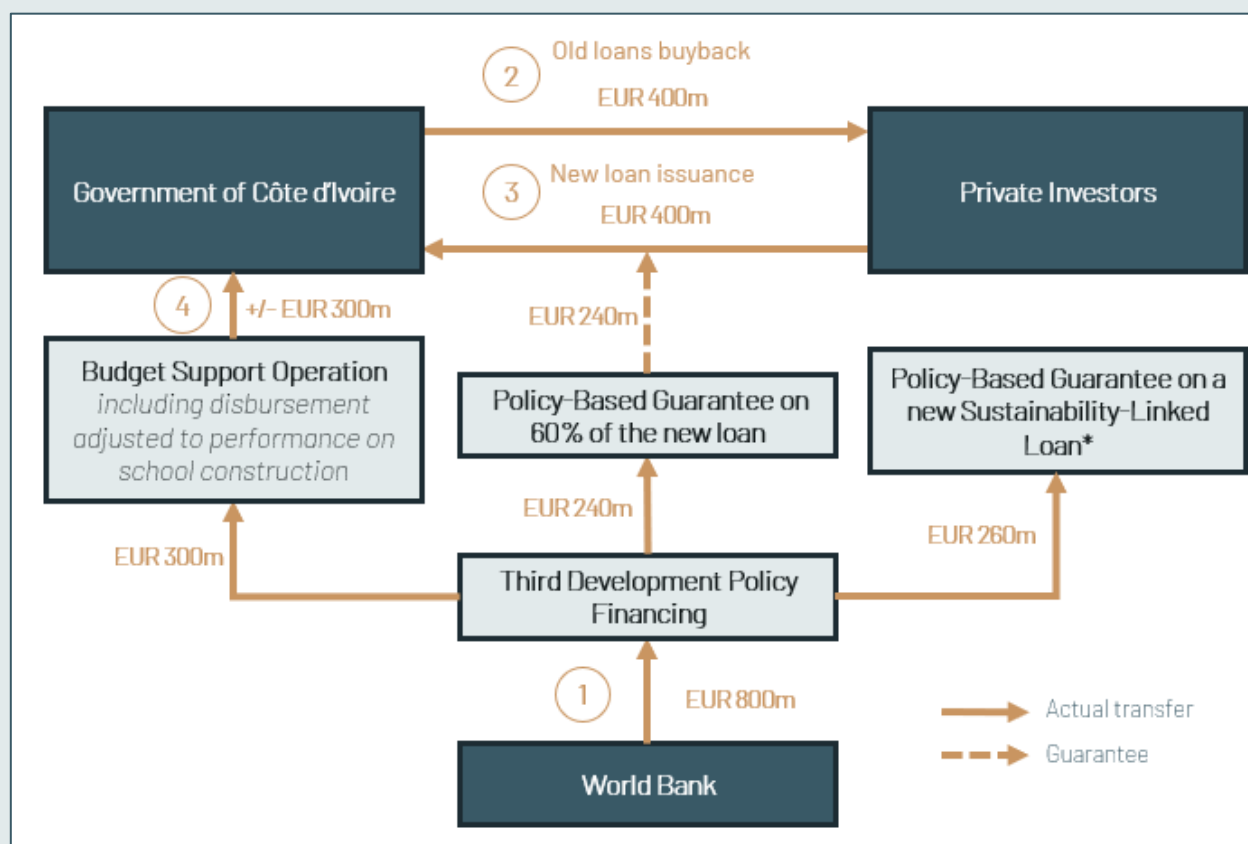 2
Old loans buyback
EUR 400m
Government of Côte d'Ivoire
Private Investors
3
New loan issuance
EUR 400m
4
+/- EUR 300m
EUR 240m
Budget Support Operation
including disbursement
adjusted to performance on
school construction
Policy-Based Guarantee on
60% of the new loan
Policy-Based Guarantee on a
new Sustainability-Linked
Loan*
EUR 300m
EUR 240m
EUR 260m
Third Development Policy
Financing
1
EUR 800m
World Bank
Actual transfer
Guarantee